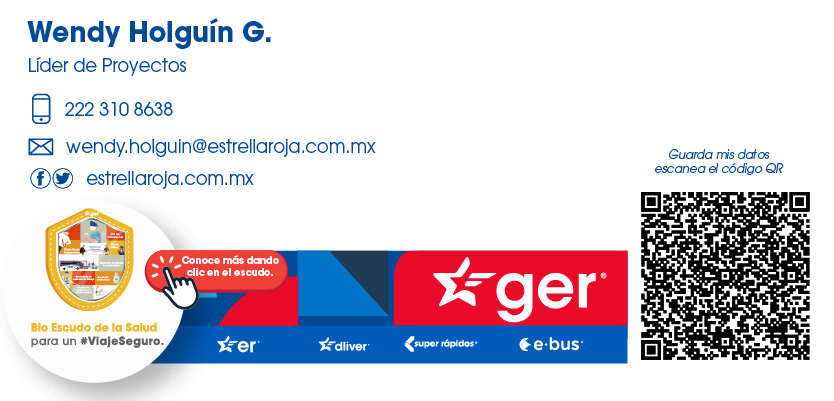 Wendy Holguín G.
Líder de Proyectos
222 310 8638
wendy.holguin@estrellaroja.com.mx
estrellaroja.com.mx
Guarda mis datos
escanea el código QR
ger
Bio Escudo de la Salud
para un #ViajeSeguro.
Conoce más dando
clic en el escudo.
ger®
er
dliver
super rápidos+
e-bus